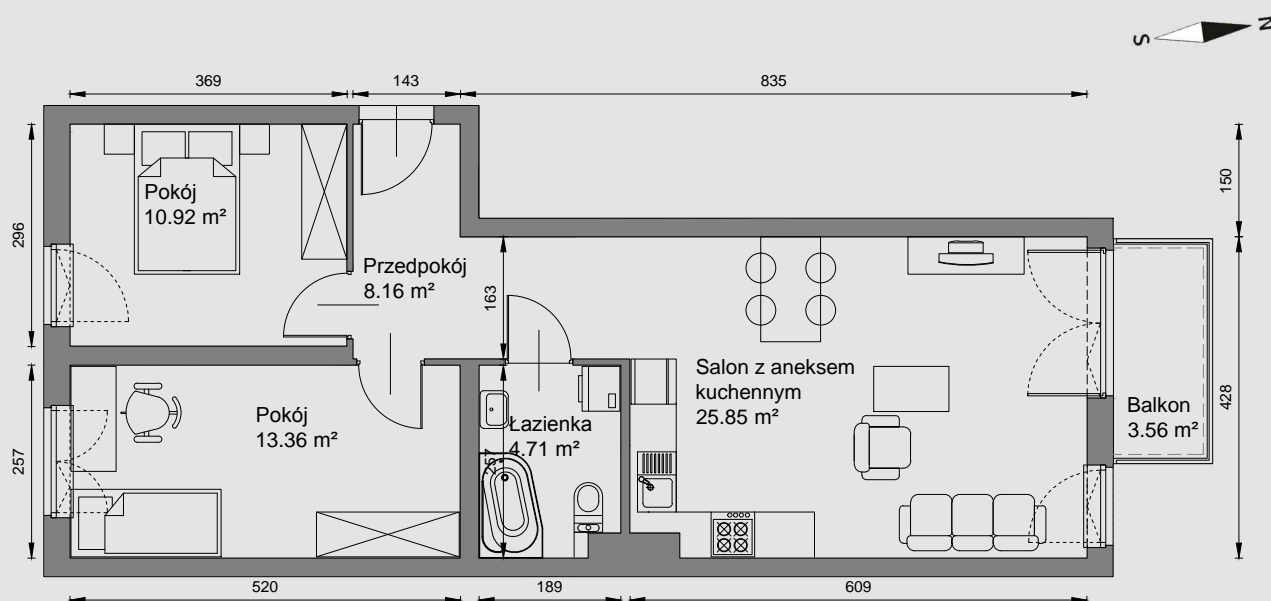 S
N
369
143
835
296
150
Pokój
10.92 m²
Przedpokój
8.16 m²
163
Salon z aneksem
kuchennym
25.85 m²
Balkon
3.56 m²
428
Pokój
13.36 m²
Łazienka
4.71 m²
257
257
520
189
609